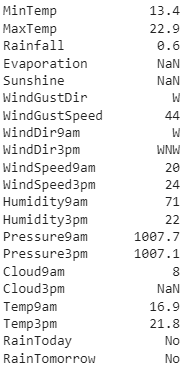 MinTemp 13.4
MaxTemp 22.9
Rainfall 0.6
Evaporation NaN
Sunshine NaN
WindGustDir W
WindGustSpeed 44
WindDir9am W
WindDir3pm WNW
WindSpeed9am 20
WindSpeed3pm 24
Humidity9am 71
Humidity3pm 22
Pressure9am 1007.7
Pressure3pm 1007.1
Cloud9am 8
Cloud3pm NaN
Temp9am 16.9
Temp3pm 21.8
RainToday No
RainTomorrow No